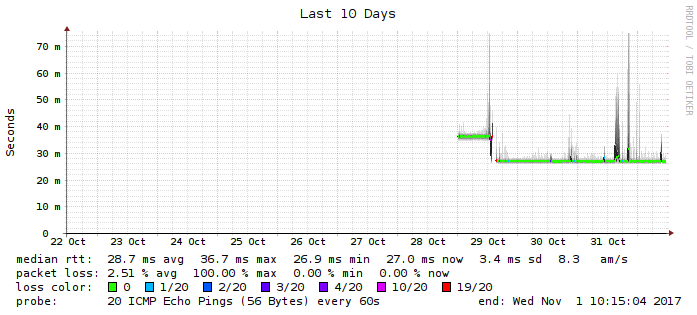 Last 10 Days
RRDTOOL / TOBI OETIKER
Seconds
70 m
60 m
50 m
40 m
30 m
20 m
10 m
0
22 Oct 23 Oct 24 Oct 25 Oct 26 Oct 27 Oct 28 Oct 29 Oct 30 Oct 31 Oct
median rtt: 28.7 ms avg 36.7 ms max 26.9 ms min 27.0 ms now 3.4 ms sd 8.3 am/s
packet loss: 2.51 % avg 100.00 % max 0.00 % min 0.00 % now
loss color: 0 1/20 2/20 3/20 4/20 10/20 19/20
probe: 20 ICMP Echo Pings (56 Bytes) every 60s end: Wed Nov 1 10:15:04 2017